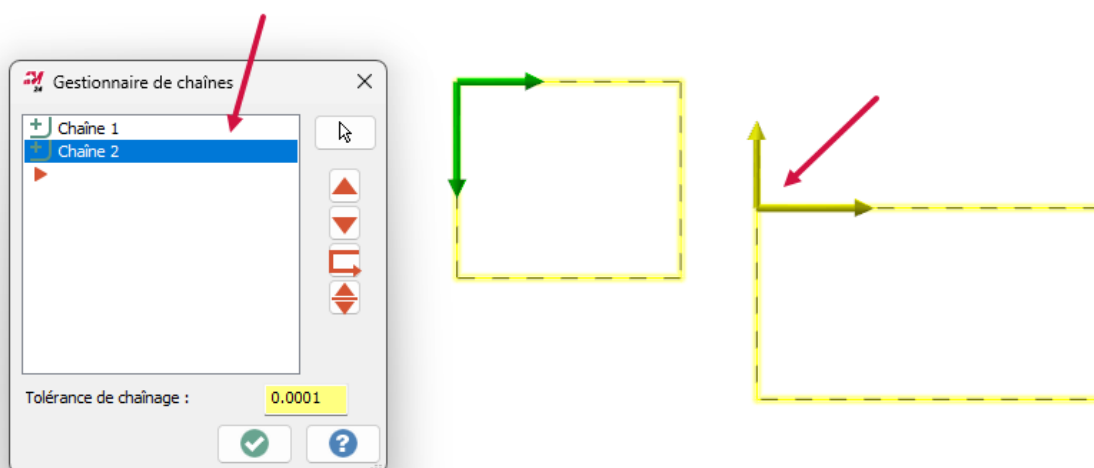 Gestionnaire de chaînes
Chaîne 1
Chaîne 2
Tolérance de chaînage :
0.0001